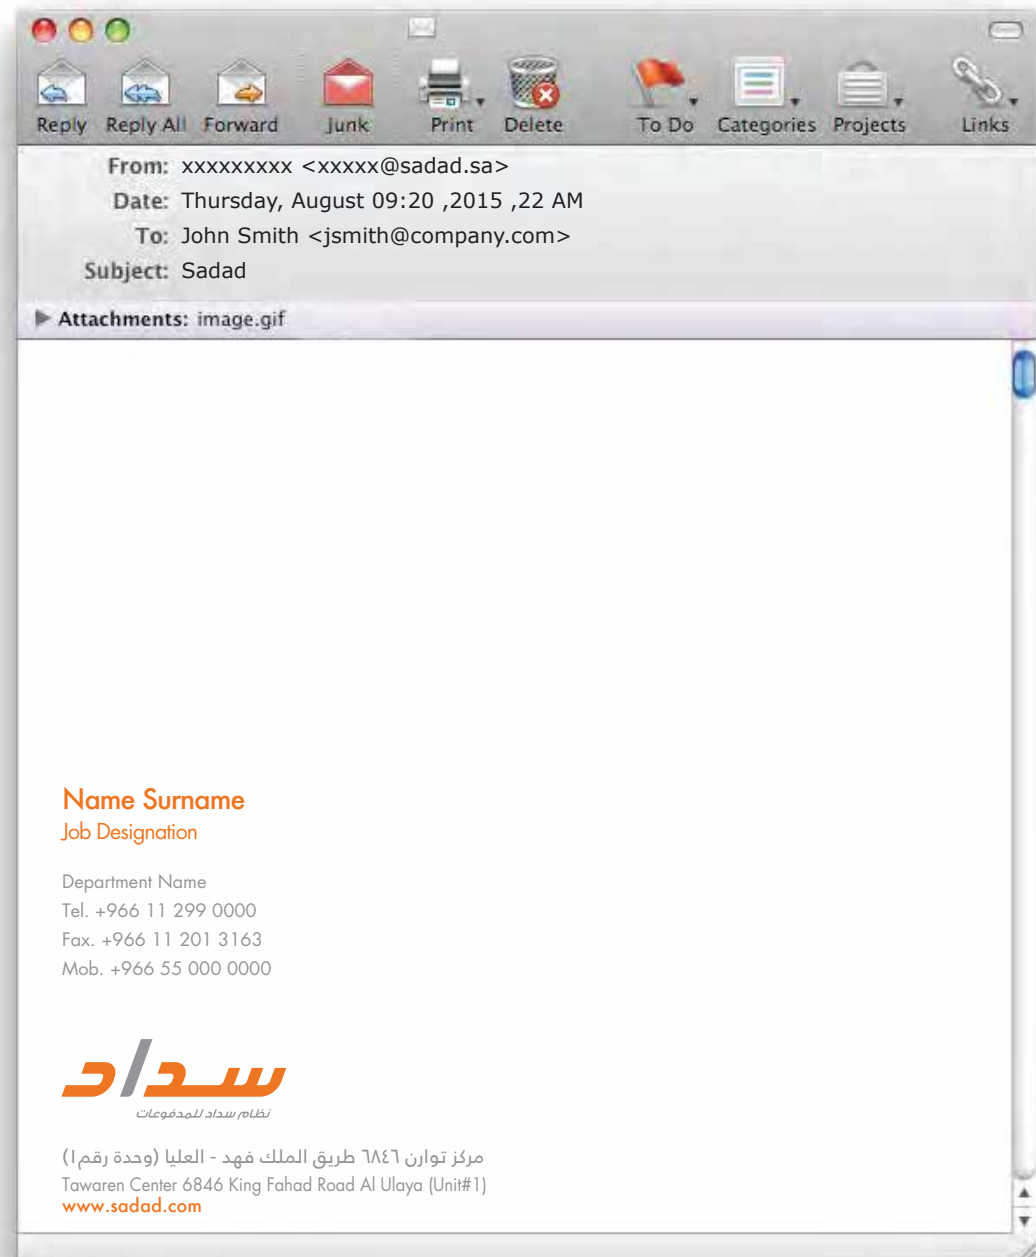 Reply Reply All Forward Junk Print Delete To Do Categories Projects Links
From: xxxxxxxxx <xxxxx@sadad.sa>
Date: Thursday, August 09:20 ,2015 ,22 AM
To: John Smith <jsmith@company.com>
Subject: Sadad
Attachments: image.gif
Name Surname
Job Designation
Department Name
Tel. +966 11 299 0000
Fax. +966 11 201 3163
Mob. +966 55 000 0000
سداد
نظام سداد للمدفوعات
مركز توارن ٦٨٤٦ طريق الملك فهد - العليا (وحدة رقم١)
Tawaren Center 6846 King Fahad Road Al Ulaya (Unit#1)
www.sadad.com